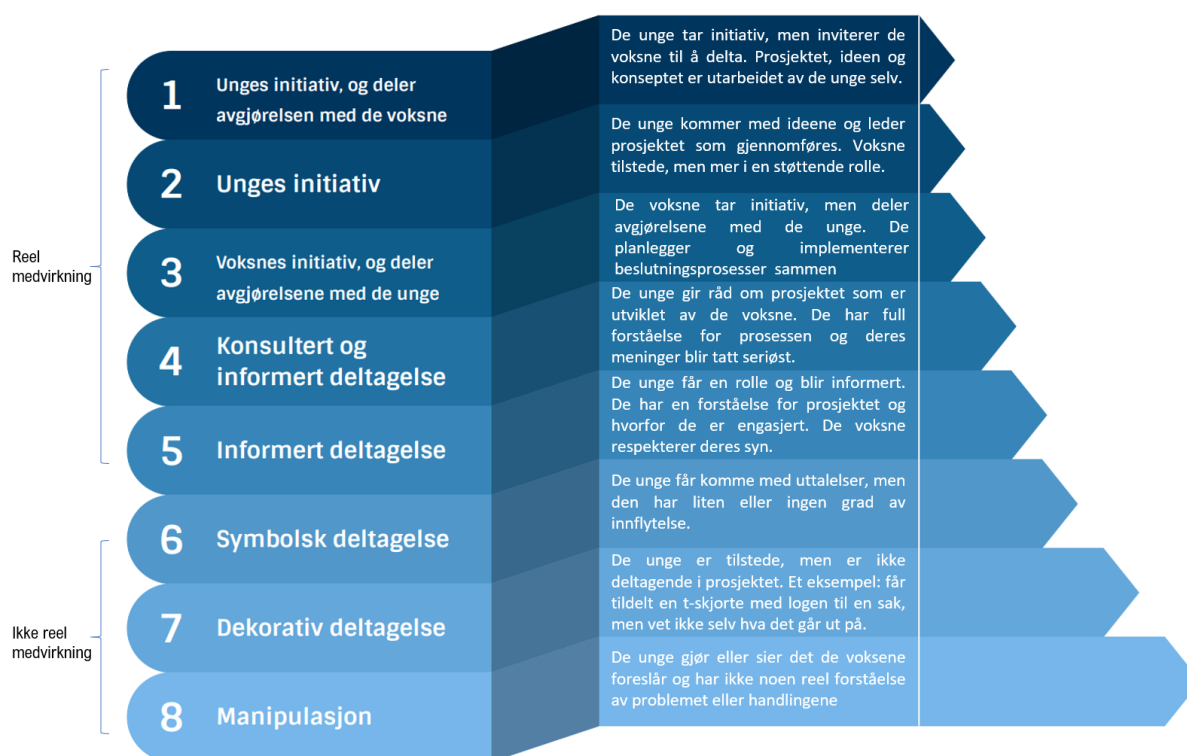 Reel
medvirkning
Ikke reel
medvirkning
1
Unges initiativ, og deler
avgjørelsen med de voksne
De unge tar initiativ, men inviterer de
voksne til å delta. Prosjektet, ideen og
konseptet er utarbeidet av de unge selv.
2
Unges initiativ
De unge kommer med ideene og leder
prosjektet som gjennomføres. Voksne
tilstede, men mer i en støttende rolle.
3
Voksnes initiativ, og deler
avgjørelsene med de unge
De voksne tar initiativ, men deler
avgjørelsene med de unge. De
planlegger og implementerer
beslutningsprosesser sammen
4
Konsultert og
informert deltagelse
De unge gir råd om prosjektet som er
utviklet av de voksne. De har full
forståelse for prosessen og deres
meninger blir tatt seriøst.
5
Informert deltagelse
De unge får en rolle og blir informert.
De har en forståelse for prosjektet og
hvorfor de er engasjert. De voksne
respekterer deres syn.
6
Symbolsk deltagelse
De unge får komme med uttalelser, men
den har liten eller ingen grad av
innflytelse.
7
Dekorativ deltagelse
De unge er tilstede, men er ikke
deltagende i prosjektet. Et eksempel: får
tildelt en t-skjorte med logen til en sak,
men vet ikke selv hva det går ut på.
8
Manipulasjon
De unge gjør eller sier det de voksene
foreslår og har ikke noen reel forståelse
av problemet eller handlingene